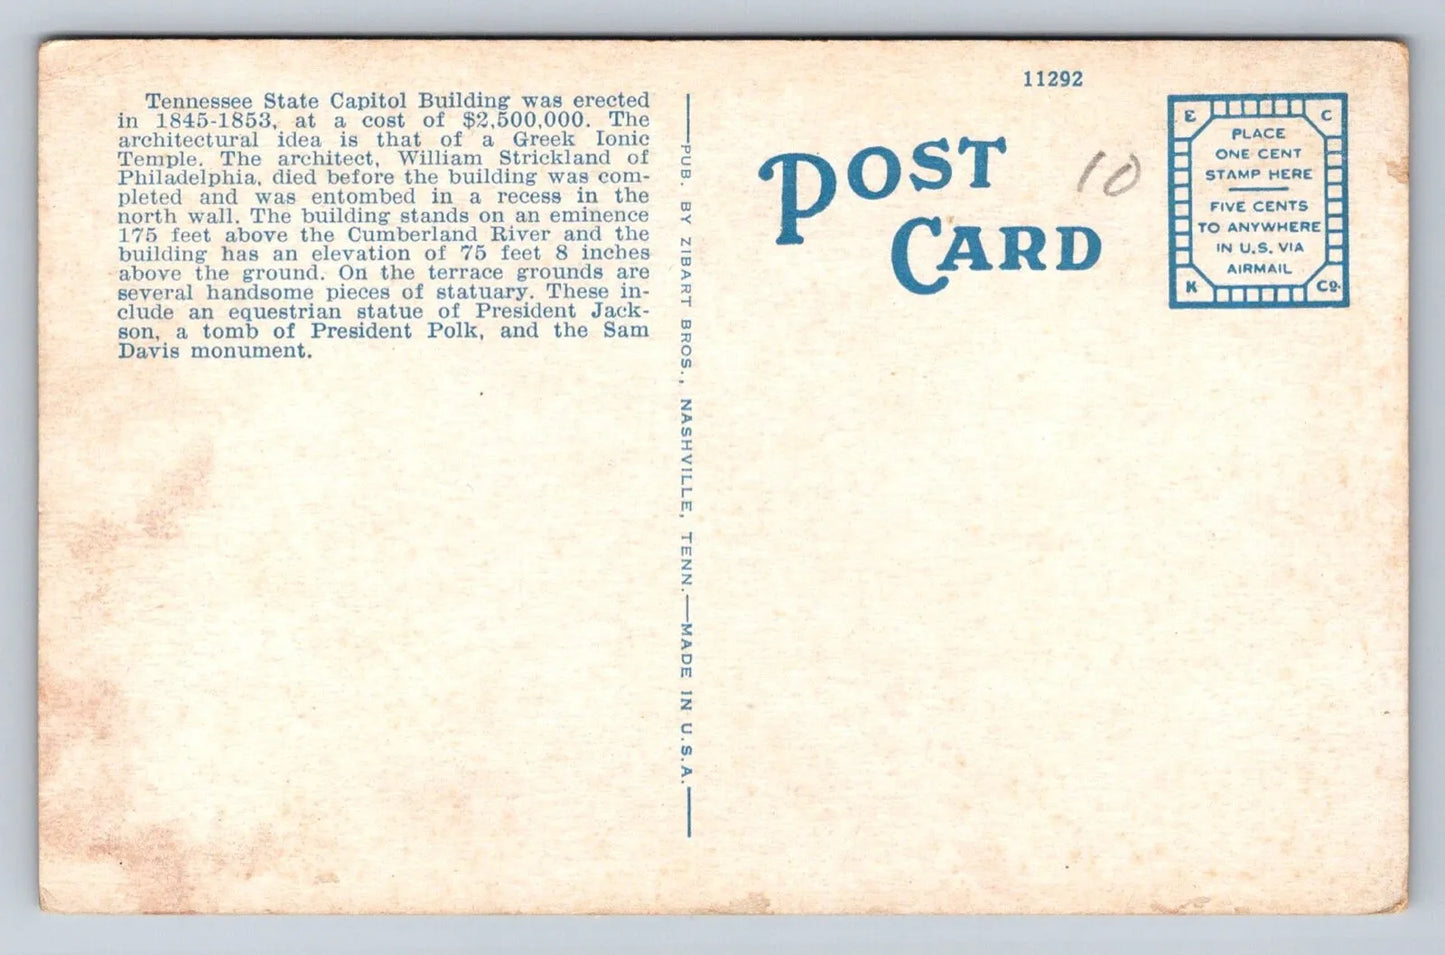 Tennessee State Capitol Building was erected
in 1845-1853, at a cost of $2,500,000. The
architectural idea is that of a Greek Ionic
Temple. The architect, William Strickland of
Philadelphia, died before the building was com-
pleted and was entombed in a recess in the
north wall. The building stands on an eminence
175 feet above the Cumberland River and the
building has an elevation of 75 feet 8 inches
above the ground. On the terrace grounds are
several handsome pieces of statuary. These in-
clude an equestrian statue of President Jack-
son, a tomb of President Polk, and the Sam
Davis monument.
PUB. BY ZIBART BROS., NASHVILLE, TENN.—MADE IN U.S.A.
11292
POST
CARD
10
E C
PLACE
ONE CENT
STAMP HERE
FIVE CENTS
TO ANYWHERE
IN U.S. VIA
AIRMAIL
K Co.